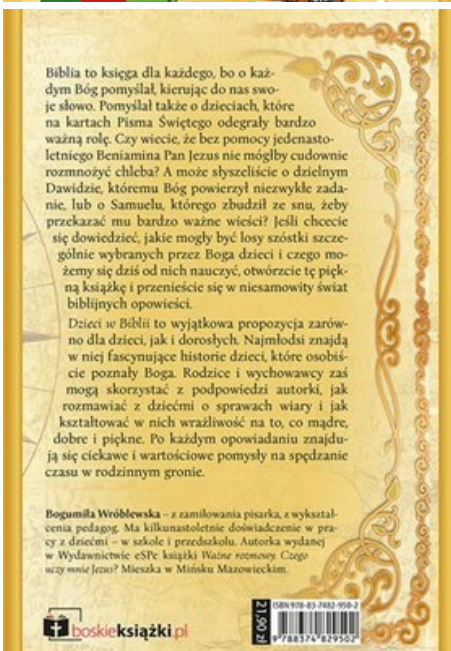 Biblia to księga dla każdego, bo o każ-
dym Bóg pomyślał, kierując do nas swo-
je słowo. Pomyślał także o dzieciach, które
na kartach Pisma Świętego odegrały bardzo
ważną rolę. Czy wiecie, że bez pomocy jedenasto-
letniego Beniamina Pan Jezus nie mógłby cudownie
rozmnożyć chleba? A może słyszeliście o dzielnym
Dawidzie, któremu Bóg powierzył niezwykłe zada-
nie, lub o Samuelu, którego zbudził ze snu, żeby
przekazać mu bardzo ważne wieści? Jeśli chcecie
się dowiedzieć, jakie mogły być losy szóstki szcze-
gólnie wybranych przez Boga dzieci i czego mo-
żemy się dziś od nich nauczyć, otwórzcie tę pięk-
ną książkę i przenieście się w niesamowity świat
biblijnych opowieści.
Dzieci w Biblii to wyjątkowa propozycja zarów-
no dla dzieci, jak i dorosłych. Najmłodsi znajdą
w niej fascynujące historie dzieci, które osobiś-
cie poznały Boga. Rodzice i wychowawcy zaś
mogą skorzystać z podpowiedzi autorki, jak
rozmawiać z dziećmi o sprawach wiary i jak
kształtować w nich wrażliwość na to, co mądre,
dobre i piękne. Po każdym opowiadaniu znajdu-
ją się ciekawe i wartościowe pomysły na spędzanie
czasu w rodzinnym gronie.
Bogumiła Wróblewska – z zamiłowania pisarka, z wykształ-
cenia pedagog. Ma kilkunastoletnie doświadczenie w pra-
cy z dziećmi – w szkole i przedszkolu. Autorka wydanej
w Wydawnictwie eSPe książki Ważne rozmowy. Czego
uczy mnie Jezus? Mieszka w Mińsku Mazowieckim.
boskieksiążki.pl
21,90 zł
ISBN 978-83-7482-950-2
9788374829502